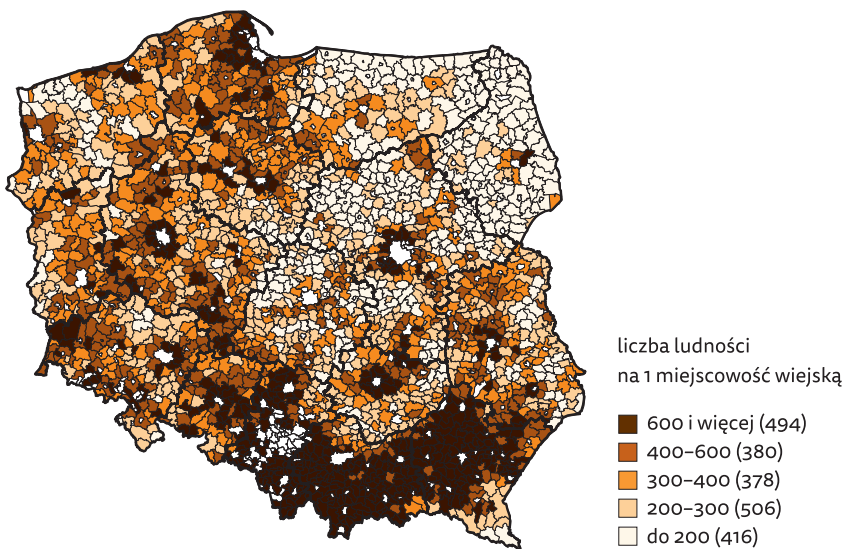 liczba ludności
na 1 miejscowość wiejską
600 i więcej (494)
400–600 (380)
300–400 (378)
200–300 (506)
do 200 (416)